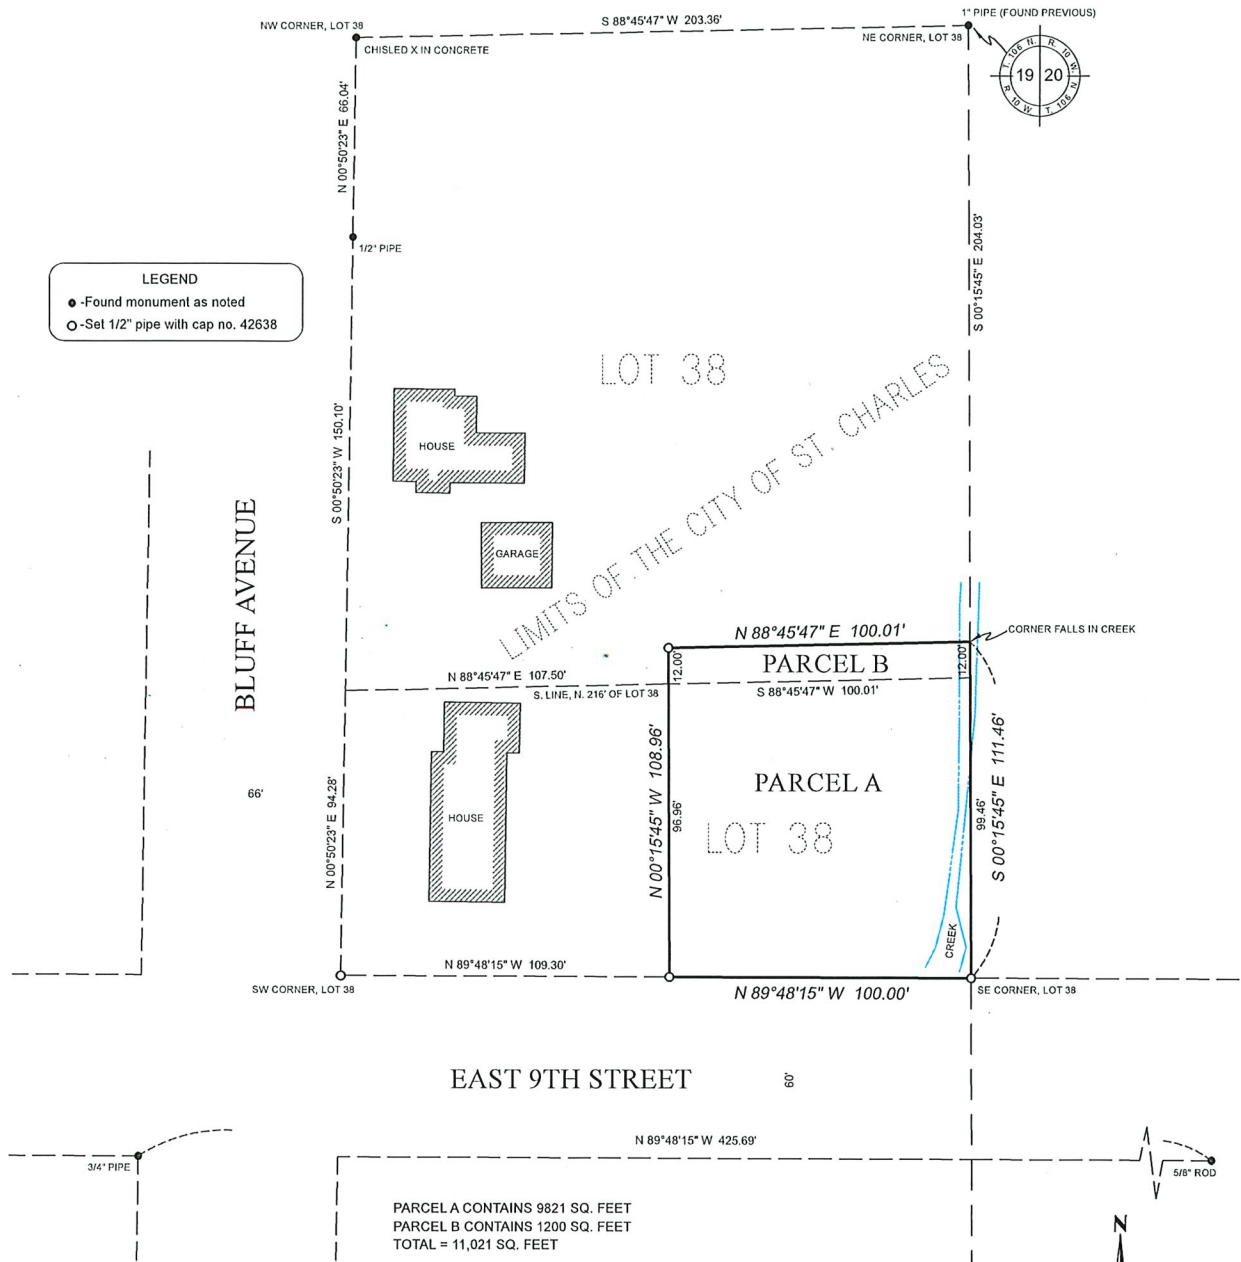 S 88°45'47" W 203.36'
1" PIPE (FOUND PREVIOUS)
NW CORNER, LOT 38
CHISLED X IN CONCRETE
NE CORNER, LOT 38
T. 106 N.
R. 10 W.
19 20
R. 10 W.
T. 106 N.
N 00°50'23" E 66.04'
1/2" PIPE
S 00°15'45" E 204.03'
LEGEND
-Found monument as noted
-Set 1/2" pipe with cap no. 42638
LOT 38
LIMITS OF THE CITY OF ST. CHARLES
S 00°50'23" W 150.10'
HOUSE
GARAGE
BLUFF AVENUE
66'
N 88°45'47" E 100.01'
CORNER FALLS IN CREEK
PARCEL B
12.00'
12.00'
N 88°45'47" E 107.50'
S. LINE, N. 216' OF LOT 38
S 88°45'47" W 100.01'
N 00°15'45" W 108.96'
96.96'
PARCEL A
LOT 38
99.46'
S 00°15'45" E 111.46'
N 00°50'23" E 94.28'
HOUSE
CREEK
N 89°48'15" W 109.30'
SW CORNER, LOT 38
N 89°48'15" W 100.00'
SE CORNER, LOT 38
EAST 9TH STREET
60'
N 89°48'15" W 425.69'
3/4" PIPE
5/8" ROD
PARCEL A CONTAINS 9821 SQ. FEET
PARCEL B CONTAINS 1200 SQ. FEET
TOTAL = 11,021 SQ. FEET
N